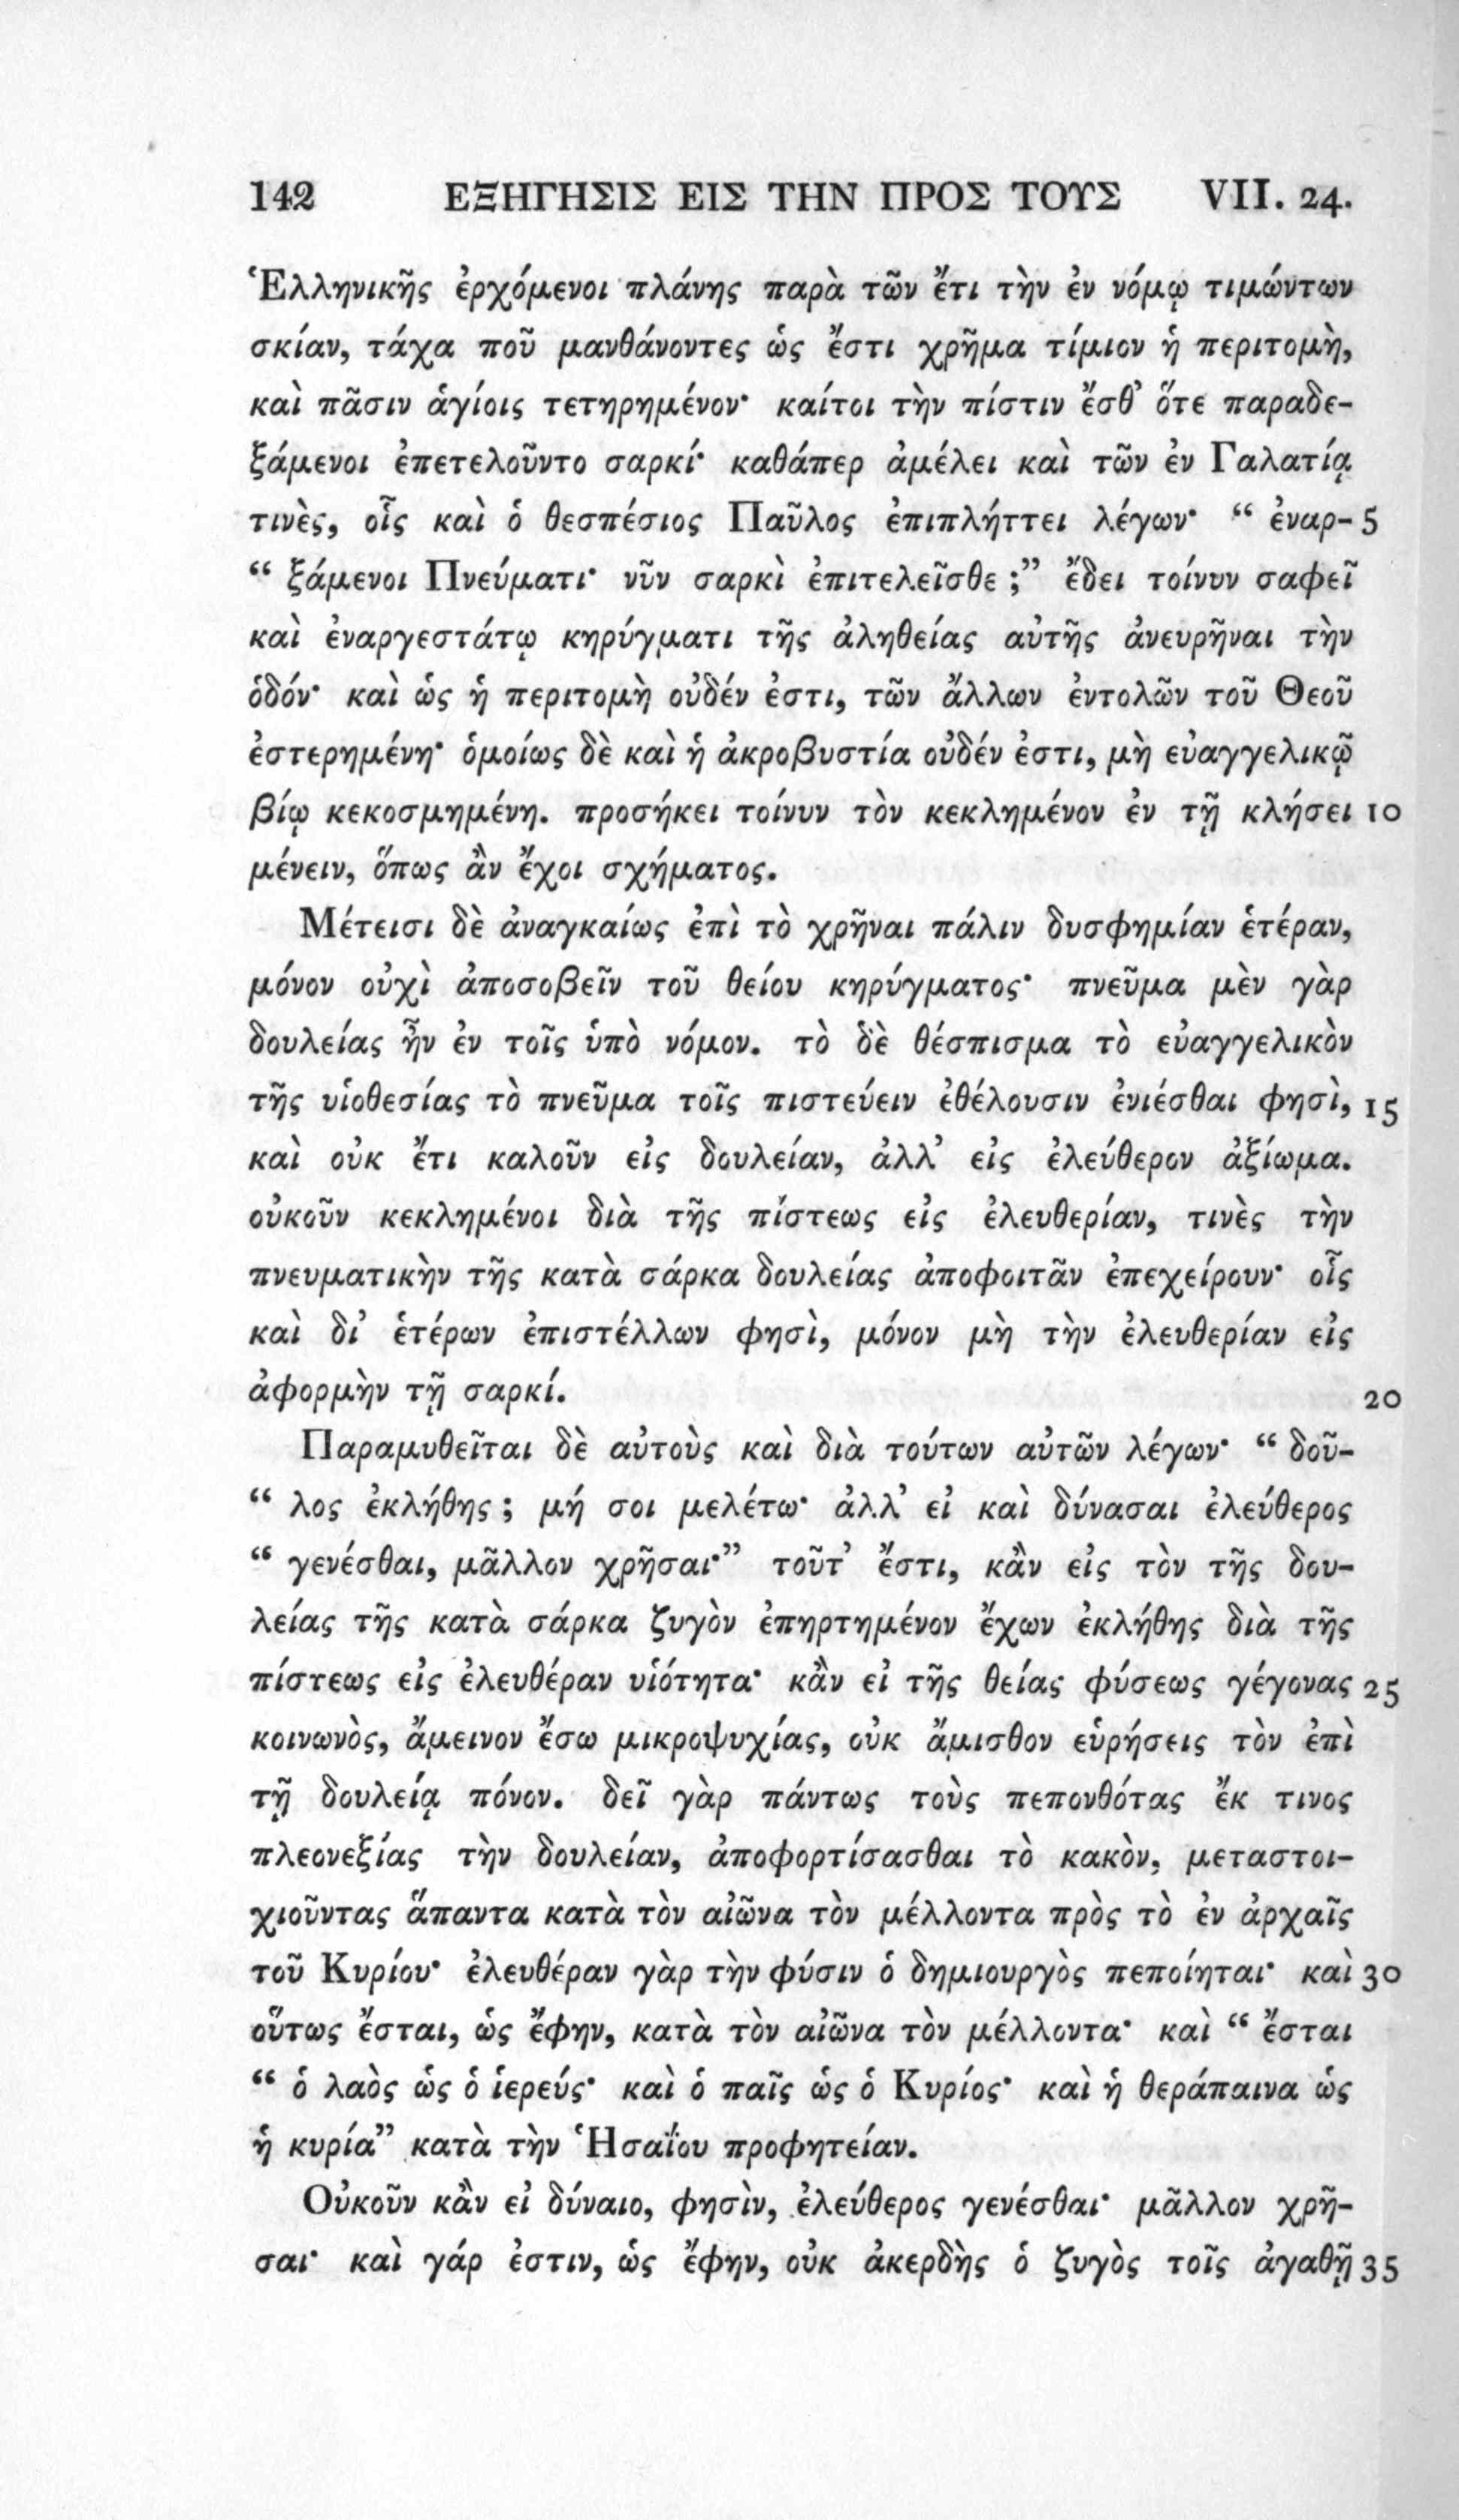 142 ΕΞΗΓΗΣΙΣ ΕΙΣ ΤΗΝ ΠΡΟΣ ΤΟΥΣ VII. 24.
Ἑλληνικῆς ἐρχόμενοι πλάνης παρὰ τῶν ἔτι τὴν ἐν νόμῳ τιμώντων
σκίαν, τάχα ποῦ μανθάνοντες ὡς ἔστι χρῆμα τίμιον ἡ περιτομὴ,
καὶ πᾶσιν ἁγίοις τετηρημένον· καίτοι τὴν πίστιν ἔσθ' ὅτε παραδε-
ξάμενοι ἐπετελοῦντο σαρκί· καθάπερ ἀμέλει καὶ τῶν ἐν Γαλατίᾳ
τινὲς, οἷς καὶ ὁ θεσπέσιος Παῦλος ἐπιπλήττει λέγων· “ ἐναρ- 5
“ ξάμενοι Πνεύματι· νῦν σαρκὶ ἐπιτελεῖσθε ;” ἔδει τοίνυν σαφεῖ
καὶ ἐναργεστάτῳ κηρύγματι τῆς ἀληθείας αὐτῆς ἀνευρῆναι τὴν
ὁδόν· καὶ ὡς ἡ περιτομὴ οὐδέν ἐστι, τῶν ἄλλων ἐντολῶν τοῦ Θεοῦ
ἐστερημένη· ὁμοίως δὲ καὶ ἡ ἀκροβυστία οὐδέν ἐστι, μὴ εὐαγγελικῷ
βίῳ κεκοσμημένη. προσήκει τοίνυν τὸν κεκλημένον ἐν τῇ κλήσει 10
μένειν, ὅπως ἂν ἔχοι σχήματος.
Μέτεισι δὲ ἀναγκαίως ἐπὶ τὸ χρῆναι πάλιν δυσφημίαν ἑτέραν,
μόνον οὐχὶ ἀποσοβεῖν τοῦ θείου κηρύγματος· πνεῦμα μὲν γὰρ
δουλείας ἦν ἐν τοῖς ὑπὸ νόμον. τὸ δὲ θέσπισμα τὸ εὐαγγελικὸν
τῆς υἱοθεσίας τὸ πνεῦμα τοῖς πιστεύειν ἐθέλουσιν ἐνιέσθαι φησὶ, 15
καὶ οὐκ ἔτι καλοῦν εἰς δουλείαν, ἀλλ' εἰς ἐλεύθερον ἀξίωμα.
οὐκοῦν κεκλημένοι διὰ τῆς πίστεως εἰς ἐλευθερίαν, τινὲς τὴν
πνευματικὴν τῆς κατὰ σάρκα δουλείας ἀποφοιτᾶν ἐπεχείρουν· οἷς
καὶ δι' ἑτέρων ἐπιστέλλων φησὶ, μόνον μὴ τὴν ἐλευθερίαν εἰς
ἀφορμὴν τῇ σαρκί. 20
Παραμυθεῖται δὲ αὐτοὺς καὶ διὰ τούτων αὐτῶν λέγων· “ δοῦ-
“ λος ἐκλήθης ; μή σοι μελέτω· ἀλλ' εἰ καὶ δύνασαι ἐλεύθερος
“ γενέσθαι, μᾶλλον χρῆσαι·” τοῦτ' ἔστι, κἂν εἰς τὸν τῆς δου-
λείας τῆς κατὰ σάρκα ζυγὸν ἐπηρτημένον ἔχων ἐκλήθης διὰ τῆς
πίστεως εἰς ἐλευθέραν υἱότητα· κἂν εἰ τῆς θείας φύσεως γέγονας 25
κοινωνὸς, ἄμεινον ἔσω μικροψυχίας, οὐκ ἄμισθον εὑρήσεις τὸν ἐπὶ
τῇ δουλείᾳ πόνον. δεῖ γὰρ πάντως τοὺς πεπονθότας ἔκ τινος
πλεονεξίας τὴν δουλείαν, ἀποφορτίσασθαι τὸ κακὸν, μεταστοι-
χιοῦντας ἅπαντα κατὰ τὸν αἰῶνα τὸν μέλλοντα πρὸς τὸ ἐν ἀρχαῖς
τοῦ Κυρίου· ἐλευθέραν γὰρ τὴν φύσιν ὁ δημιουργὸς πεποίηται· καὶ 30
οὕτως ἔσται, ὡς ἔφην, κατὰ τὸν αἰῶνα τὸν μέλλοντα· καὶ “ ἔσται
“ ὁ λαὸς ὡς ὁ ἱερεύς· καὶ ὁ παῖς ὡς ὁ Κυρίος· καὶ ἡ θεράπαινα ὡς
ἡ κυρία” κατὰ τὴν Ἡσαΐου προφητείαν.
Οὐκοῦν κἂν εἰ δύναιο, φησὶν, ἐλεύθερος γενέσθαι· μᾶλλον χρῆ-
σαι· καὶ γάρ ἐστιν, ὡς ἔφην, οὐκ ἀκερδὴς ὁ ζυγὸς τοῖς ἀγαθῇ 35